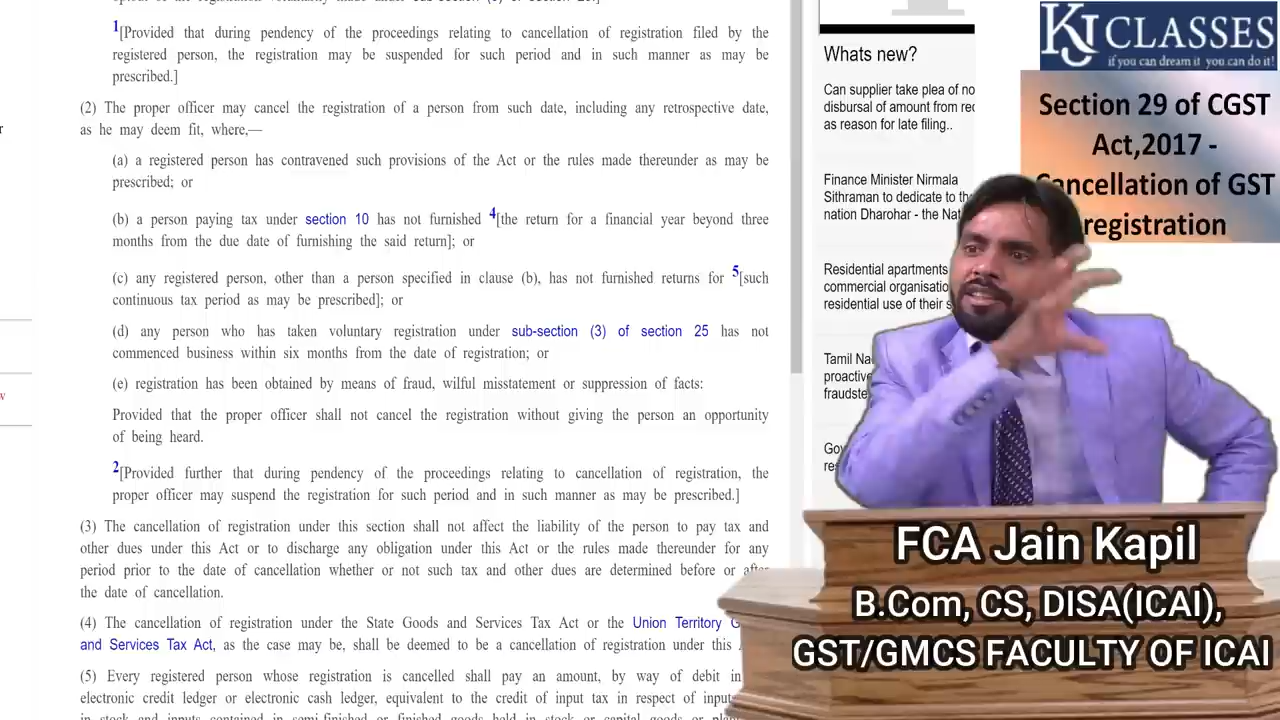 1[Provided that during pendency of the proceedings relating to cancellation of registration filed by the
registered person, the registration may be suspended for such period and in such manner as may be
prescribed.]
(2) The proper officer may cancel the registration of a person from such date, including any retrospective date,
as he may deem fit, where,—
(a) a registered person has contravened such provisions of the Act or the rules made thereunder as may be
prescribed; or
(b) a person paying tax under section 10 has not furnished 4[the return for a financial year beyond three
months from the due date of furnishing the said return]; or
(c) any registered person, other than a person specified in clause (b), has not furnished returns for 5[such
continuous tax period as may be prescribed]; or
(d) any person who has taken voluntary registration under sub-section (3) of section 25 has not
commenced business within six months from the date of registration; or
(e) registration has been obtained by means of fraud, wilful misstatement or suppression of facts:
Provided that the proper officer shall not cancel the registration without giving the person an opportunity
of being heard.
2[Provided further that during pendency of the proceedings relating to cancellation of registration, the
proper officer may suspend the registration for such period and in such manner as may be prescribed.]
(3) The cancellation of registration under this section shall not affect the liability of the person to pay tax and
other dues under this Act or to discharge any obligation under this Act or the rules made thereunder for any
period prior to the date of cancellation whether or not such tax and other dues are determined before or after
the date of cancellation.
(4) The cancellation of registration under the State Goods and Services Tax Act or the Union Territory
and Services Tax Act, as the case may be, shall be deemed to be a cancellation of registration under this
(5) Every registered person whose registration is cancelled shall pay an amount, by way of debit in
electronic credit ledger or electronic cash ledger, equivalent to the credit of input tax in respect of
in stock and inputs contained in semi-finished or finished goods held in stock or capital goods or
Whats new?
Can supplier take plea of no
disbursal of amount from
as reason for late filing..
Finance Minister Nirmala
Sithraman to dedicate to
nation Dharohar - the
Residential apartments
commercial
residential use of their
Tamil
KJ CLASSES
if you can dream it you can do it!
Section 29 of CGST
Act,2017 -
Cancellation of GST
registration
FCA Jain Kapil
B.Com, CS, DISA(ICAI),
GST/GMCS FACULTY OF ICAI